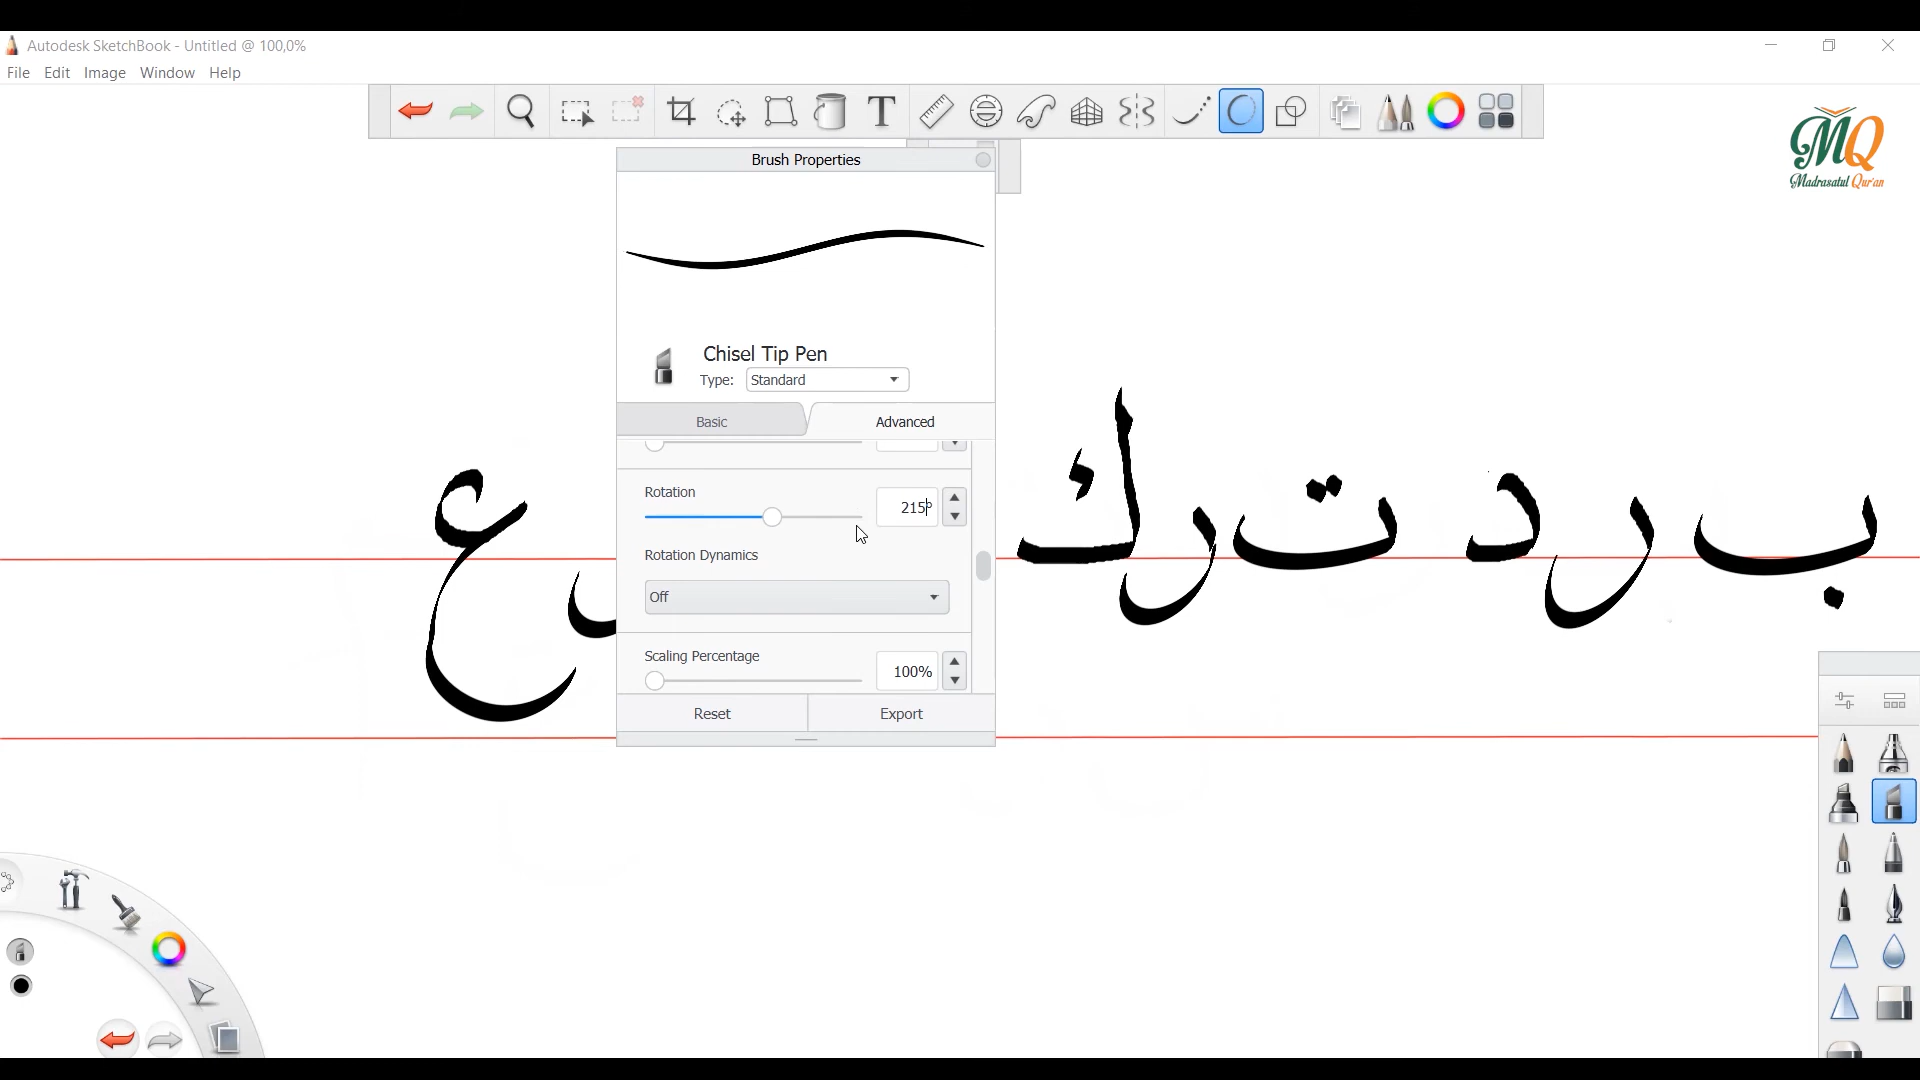 Autodesk SketchBook - Untitled @ 100,0%
File Edit Image Window Help
MQ
Madrasatul Qur'an
Brush Properties
Chisel Tip Pen
Type: Standard
Basic Advanced
Rotation 215°
Rotation Dynamics
Off
Scaling Percentage 100%
Reset Export
ب ر د ت ر ك
ع